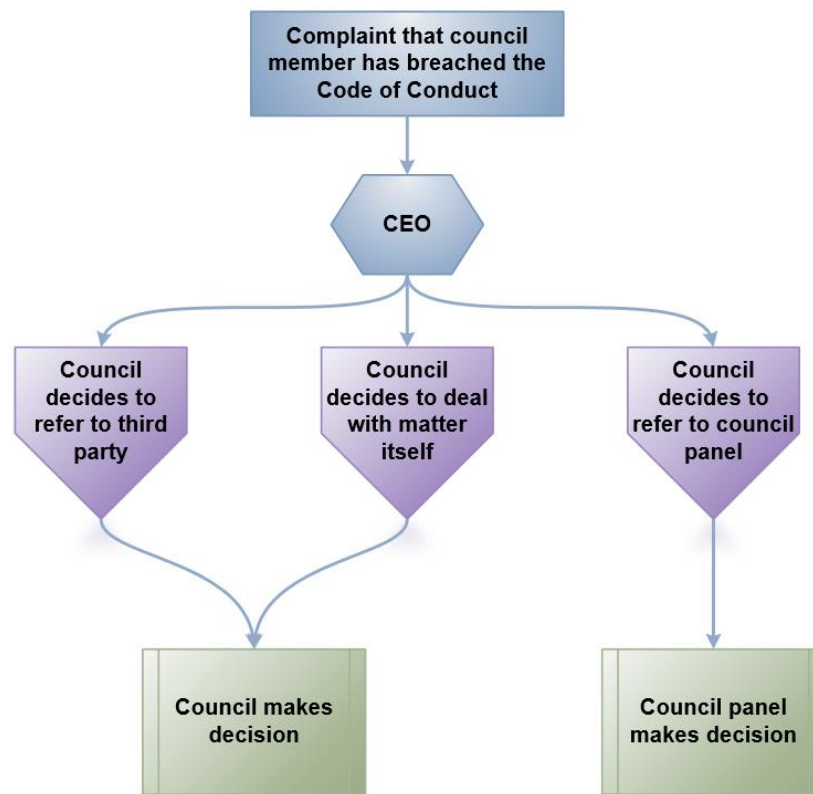 Complaint that council
member has breached the
Code of Conduct
CEO
Council
decides to
refer to third
party
Council
decides to deal
with matter
itself
Council
decides to
refer to council
panel
Council makes
decision
Council panel
makes decision